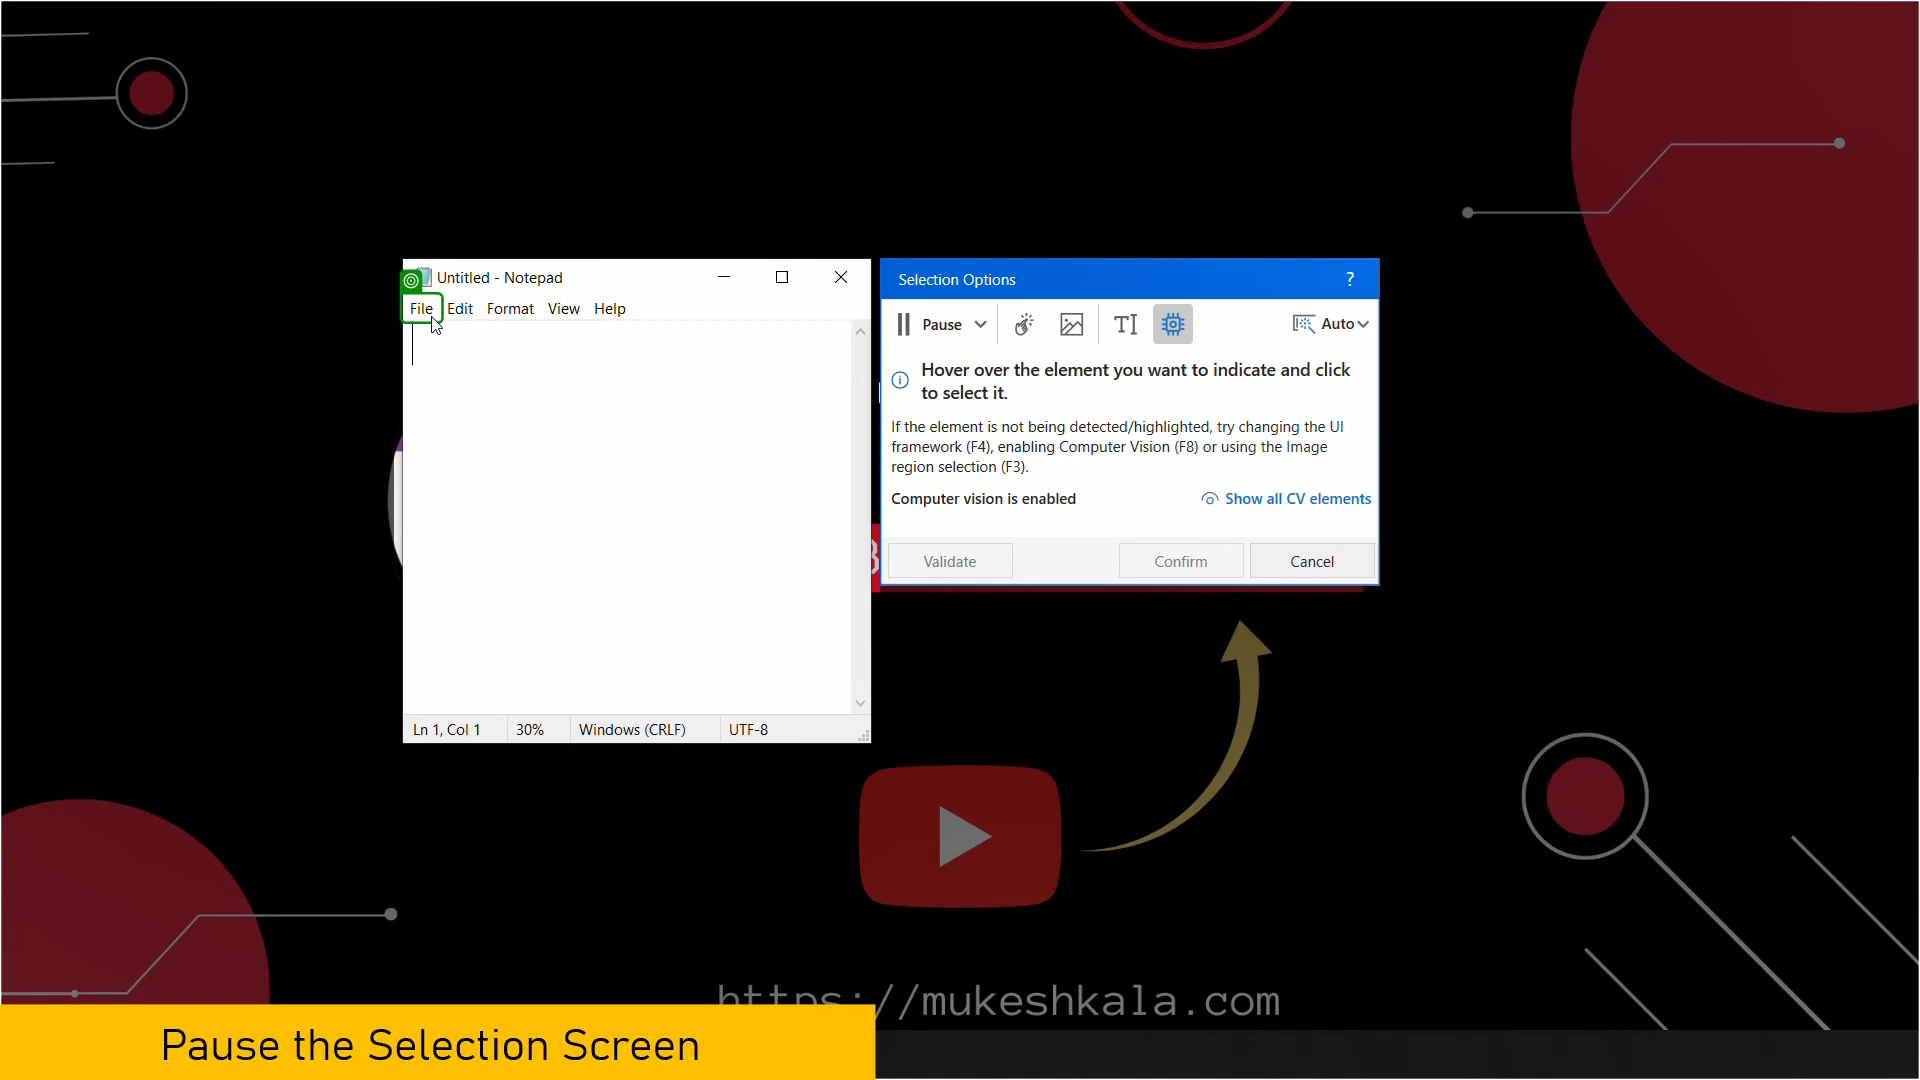 Untitled - Notepad
File Edit Format View Help
Ln 1, Col 1 30% Windows (CRLF) UTF-8
Selection Options ?
Pause Auto
Hover over the element you want to indicate and click
to select it.
If the element is not being detected/highlighted, try changing the UI
framework (F4), enabling Computer Vision (F8) or using the Image
region selection (F3).
Computer vision is enabled Show all CV elements
Validate Confirm Cancel
https://mukeshkala.com
Pause the Selection Screen